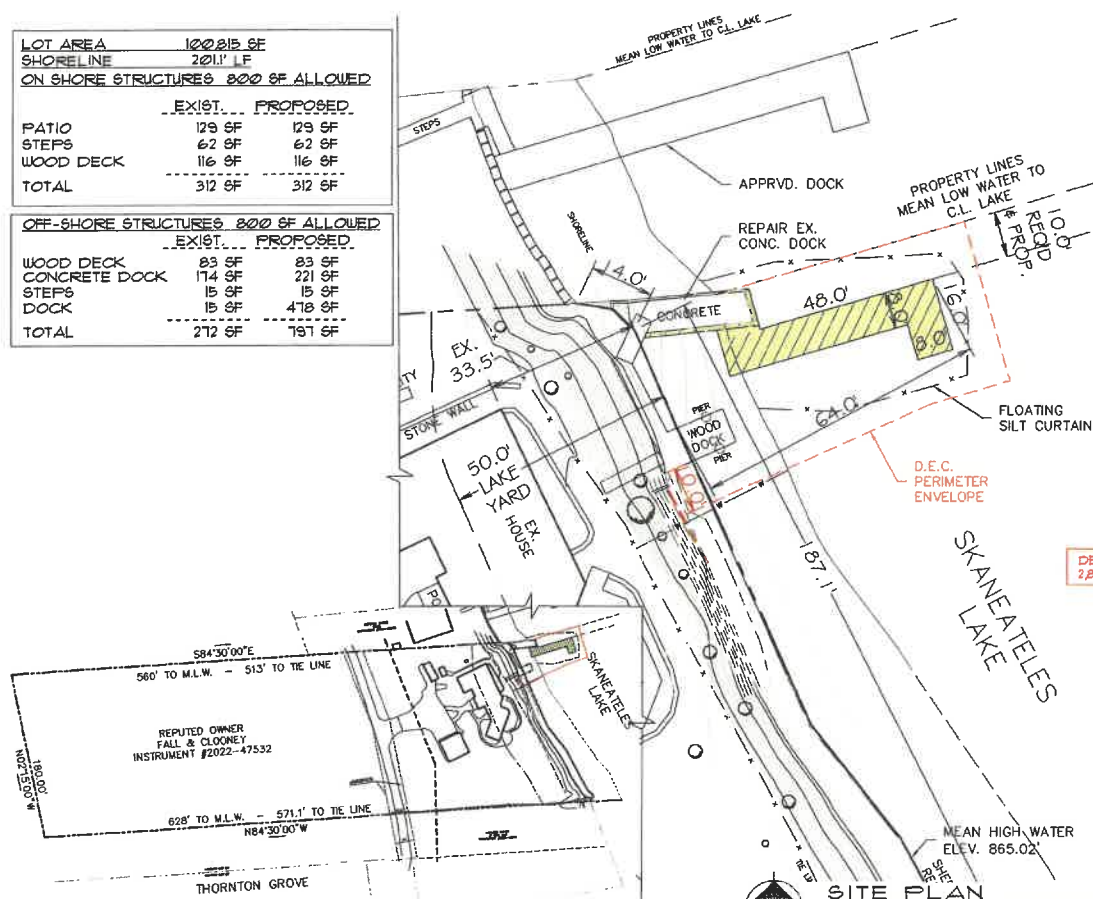 LOT AREA 100,815 SF
SHORELINE 201.1' LF
ON SHORE STRUCTURES 800 SF ALLOWED
EXIST. PROPOSED
PATIO 129 SF 129 SF
STEPS 62 SF 62 SF
WOOD DECK 116 SF 116 SF
TOTAL 312 SF 312 SF
OFF-SHORE STRUCTURES 800 SF ALLOWED
EXIST. PROPOSED
WOOD DECK 83 SF 83 SF
CONCRETE DOCK 174 SF 221 SF
STEPS 15 SF 15 SF
DOCK 15 SF 478 SF
TOTAL 272 SF 797 SF
PROPERTY LINES
MEAN LOW WATER TO C.L. LAKE
STEPS
APPRVD. DOCK
PROPERTY LINES
MEAN LOW WATER TO
C.L. LAKE
10.0'
REQ'D
& PROP.
SHORELINE
REPAIR EX.
CONC. DOCK
14.0'
CONCRETE
48.0'
16.0'
8.0
8.0
64.0'
FLOATING
SILT CURTAIN
D.E.C.
PERIMETER
ENVELOPE
EX.
33.5'
STONE WALL
PIER
WOOD
DOCK
PIER
50.0'
LAKE
YARD
EX.
HOUSE
187.1'
SKANEATELES
LAKE
MEAN HIGH WATER
ELEV. 865.02'
SITE PLAN
S84°30'00"E
560' TO M.L.W. - 513' TO TIE LINE
REPUTED OWNER
FALL & CLOONEY
INSTRUMENT #2022-47532
180.00'
N02°15'00"W
628' TO M.L.W. - 571.1' TO TIE LINE
N84°30'00"W
THORNTON GROVE
SKANEATELES
LAKE